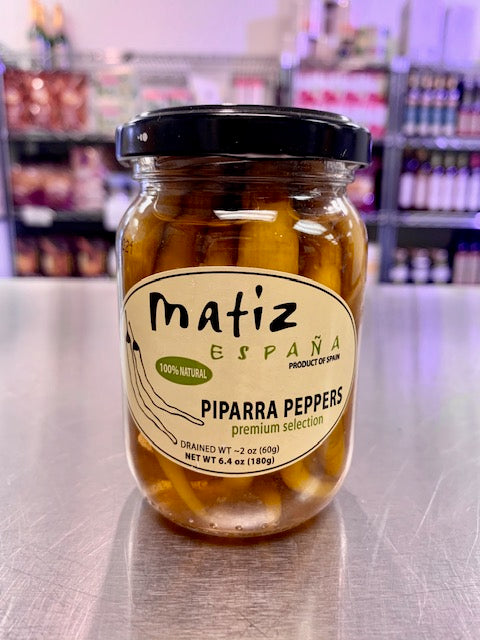 matiz
ESPAÑA
PRODUCT OF SPAIN
100% NATURAL
PIPARRA PEPPERS
premium selection
DRAINED WT ~2 oz (60g)
NET WT 6.4 oz (180g)